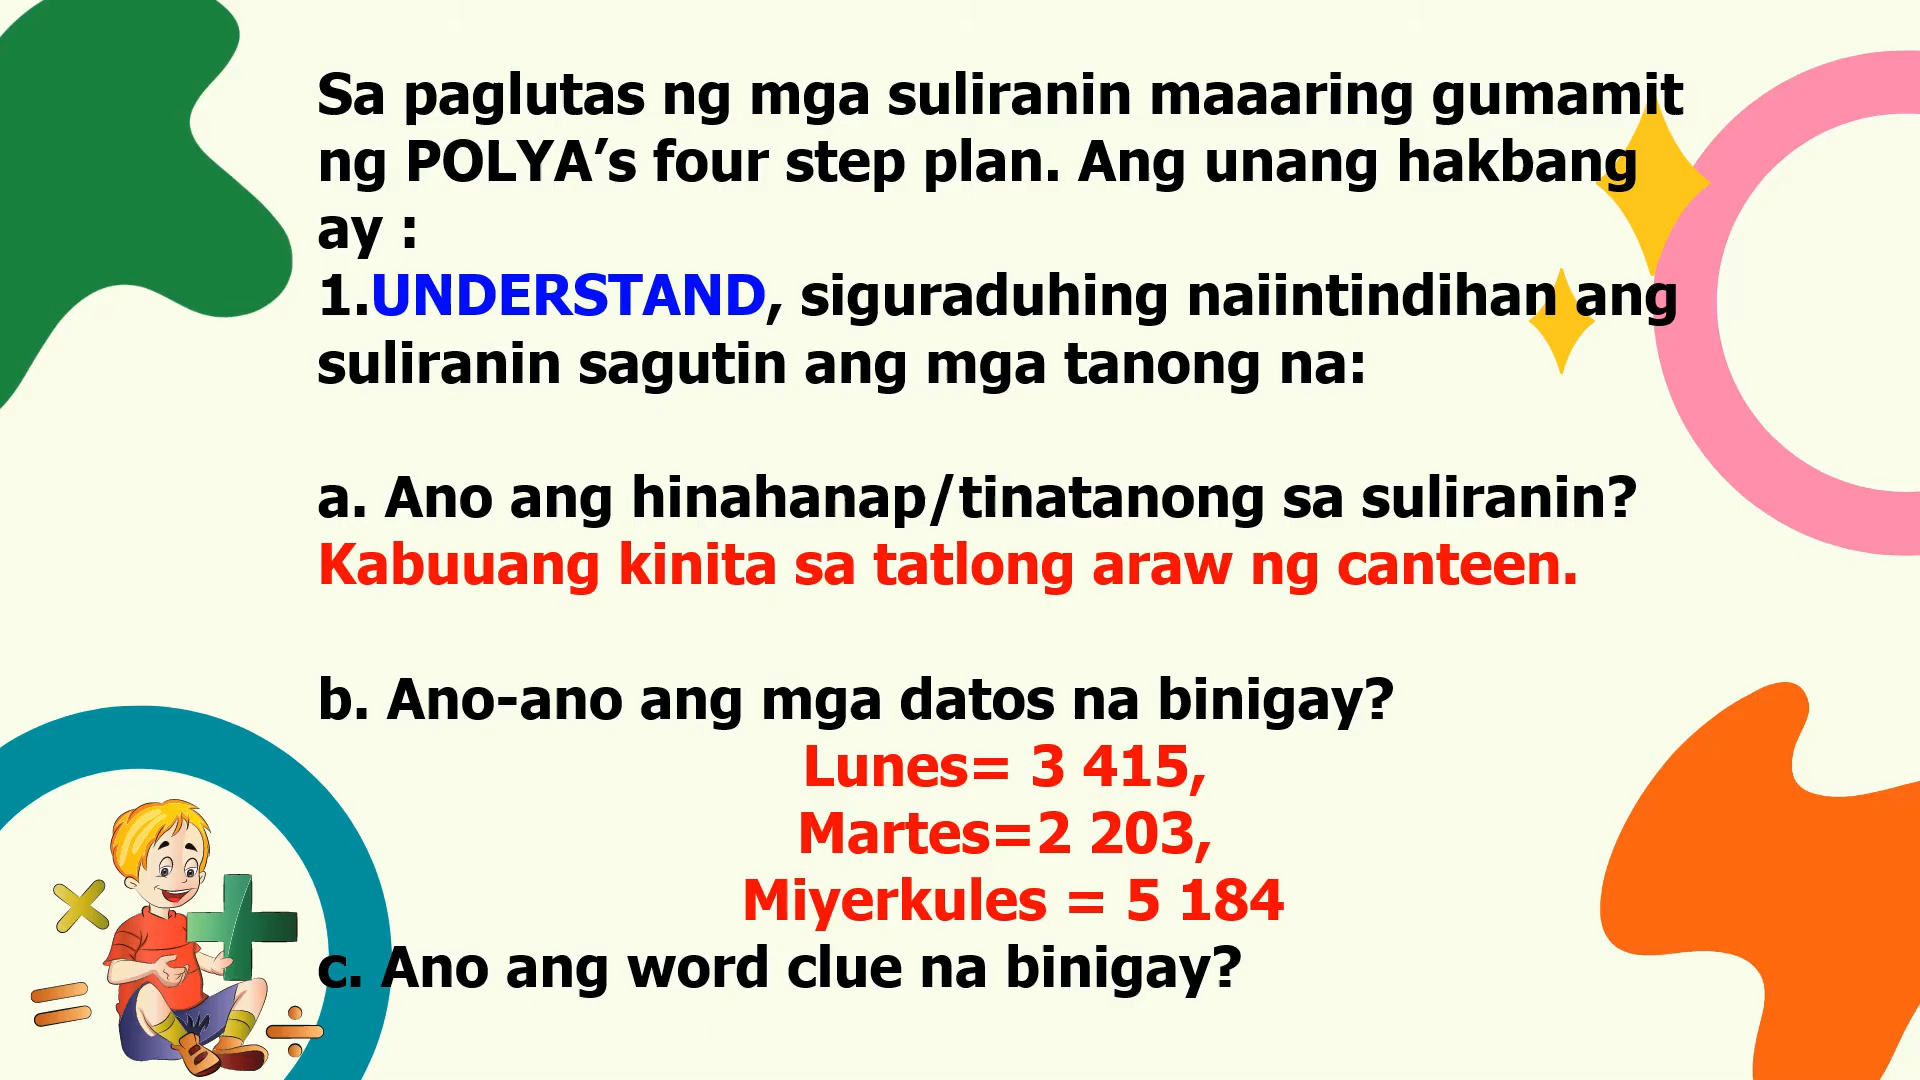 Sa paglutas ng mga suliranin maaaring gumamit
ng POLYA’s four step plan. Ang unang hakbang
ay :
1.UNDERSTAND, siguraduhing naiintindihan ang
suliranin sagutin ang mga tanong na:
a. Ano ang hinahanap/tinatanong sa suliranin?
Kabuuang kinita sa tatlong araw ng canteen.
b. Ano-ano ang mga datos na binigay?
Lunes= 3 415,
Martes=2 203,
Miyerkules = 5 184
c. Ano ang word clue na binigay?